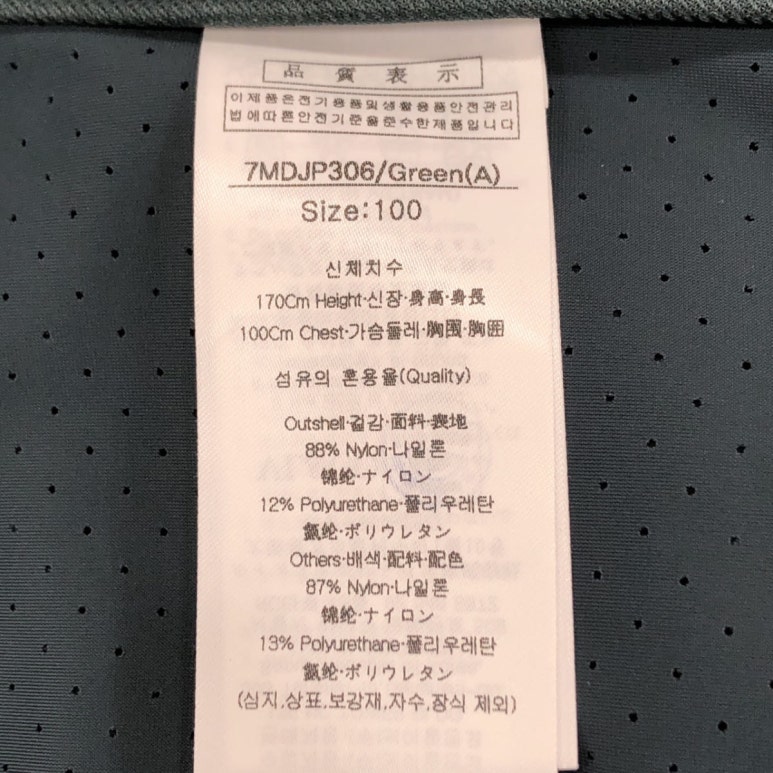 品質表示
이제품은전기용품및생활용품안전관리
법에따른안전기준을준수한제품입니다
7MDJP306/Green(A)
Size:100
신체치수
170Cm Height·신장·身高·身長
100Cm Chest·가슴둘레·胸围·胸囲
섬유의 혼용율(Quality)
Outshell·겉감·面料·表地
88% Nylon·나일론
锦纶·ナイロン
12% Polyurethane·폴리우레탄
氨纶·ポリウレタン
Others·배색·配料·配色
87% Nylon·나일론
锦纶·ナイロン
13% Polyurethane·폴리우레탄
氨纶·ポリウレタン
(심지,상표,보강재,자수,장식 제외)